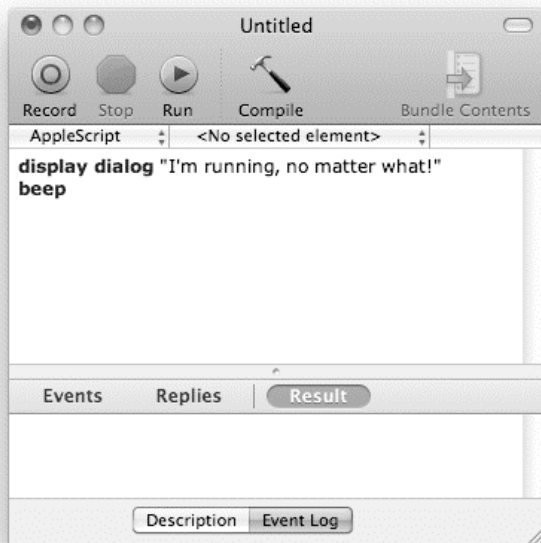 Untitled
Record Stop Run Compile Bundle Contents
AppleScript <No selected element>
display dialog "I'm running, no matter what!"
beep
Events Replies Result
Description Event Log